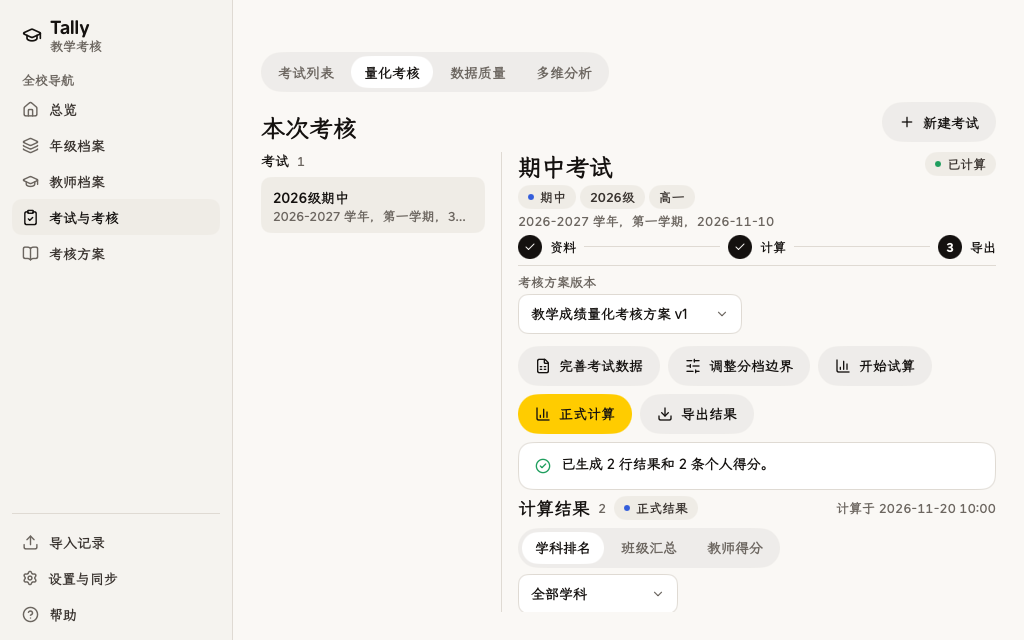 Tally
教学考核
全校导航
总览
年级档案
教师档案
考试与考核
考核方案
导入记录
设置与同步
帮助
考试列表 量化考核 数据质量 多维分析
本次考核
新建考试
考试 1
2026级期中
2026-2027 学年，第一学期，3...
期中考试
已计算
期中 2026级 高一
2026-2027 学年，第一学期，2026-11-10
资料 计算 3 导出
考核方案版本
教学成绩量化考核方案 v1
完善考试数据 调整分档边界 开始试算
正式计算 导出结果
已生成 2 行结果和 2 条个人得分。
计算结果 2 正式结果 计算于 2026-11-20 10:00
学科排名 班级汇总 教师得分
全部学科